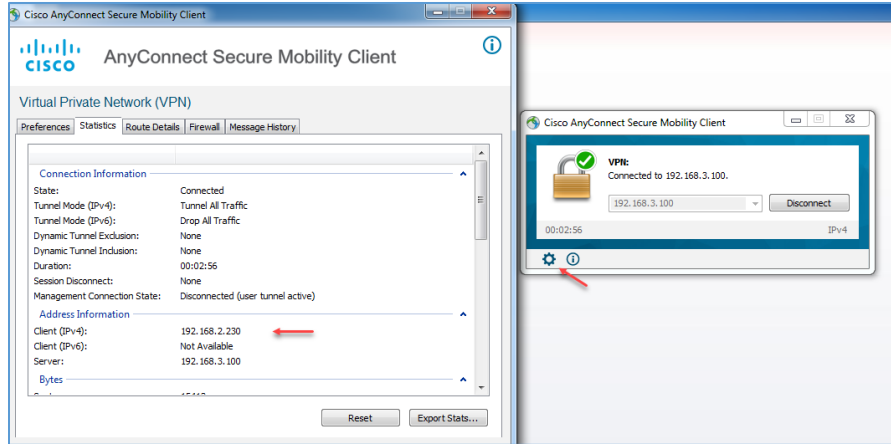 Cisco AnyConnect Secure Mobility Client
CISCO
AnyConnect Secure Mobility Client
Virtual Private Network (VPN)
Preferences Statistics Route Details Firewall Message History
Connection Information
State: Connected
Tunnel Mode (IPv4): Tunnel All Traffic
Tunnel Mode (IPv6): Drop All Traffic
Dynamic Tunnel Exclusion: None
Dynamic Tunnel Inclusion: None
Duration: 00:02:56
Session Disconnect: None
Management Connection State: Disconnected (user tunnel active)
Address Information
Client (IPv4): 192.168.2.230
Client (IPv6): Not Available
Server: 192.168.3.100
Bytes
Reset Export Stats...
Cisco AnyConnect Secure Mobility Client
VPN:
Connected to 192.168.3.100.
192.168.3.100 Disconnect
00:02:56 IPv4